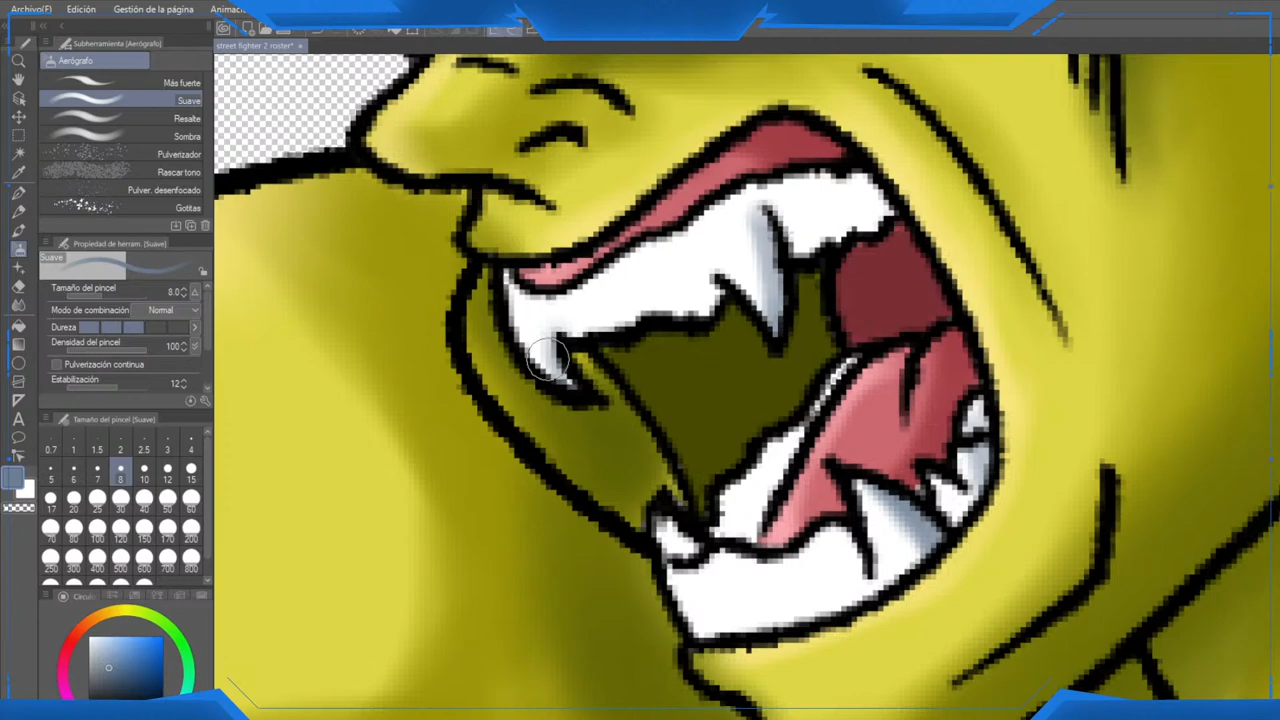 Archivo(F) Edición Gestión de la página Animació
Subherramienta (Aerógrafo)
street fighter 2 roster*
Aerógrafo
Más fuerte
Suave
Resalte
Sombra
Pulverizador
Rascar tono
Pulver. desenfocado
Gotitas
Propiedad de herram. (Suave)
Suave
Tamaño del pincel 8.0
Modo de combinación Normal
Dureza
Densidad del pincel 100
Pulverización continua
Estabilización 12
Tamaño del pincel (Suave)
0.7 1 1.5 2 2.5 3 4
5 6 7 8 10 12 15
17 20 25 30 40 50 60
70 80 100 120 150 170 200
250 300 400 500 600 700 800
Círculo